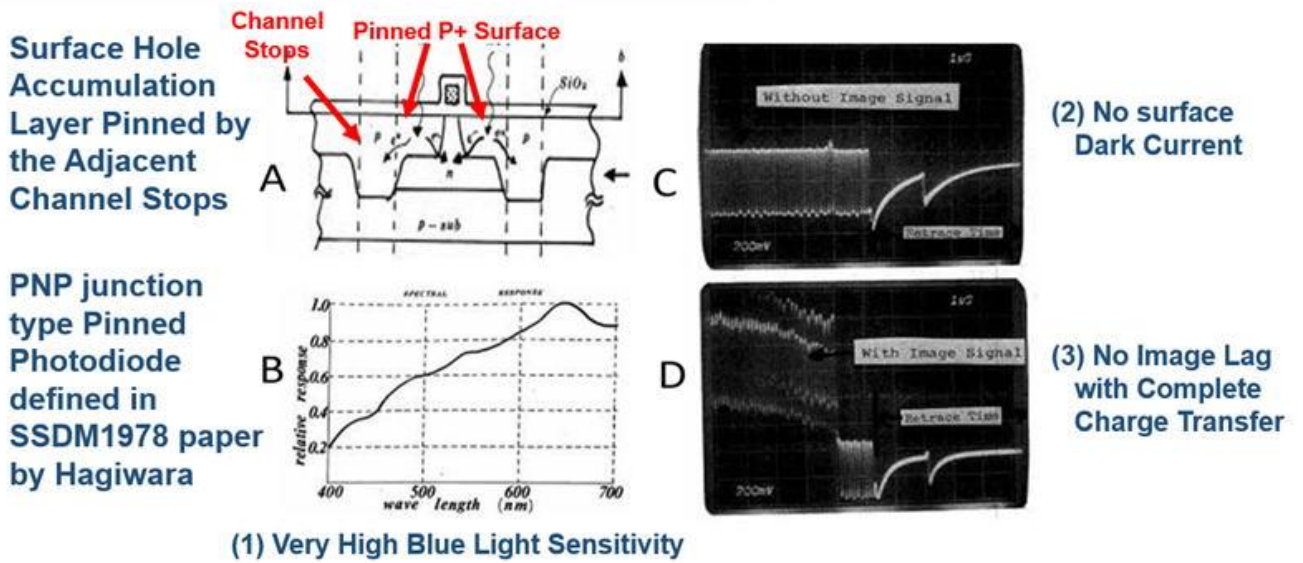 Channel
Stops
Pinned P+ Surface
Surface Hole
Accumulation
Layer Pinned by
the Adjacent
Channel Stops
b
SiO₂
p
p
n
p-sub
A
PNP junction
type Pinned
Photodiode
defined in
SSDM1978 paper
by Hagiwara
SPECTRAL RESPONSE
B
relative response
1.0
0.8
0.6
0.4
0.2
400 500 600 700
wave length (nm)
(1) Very High Blue Light Sensitivity
C
Without Image Signal
Retrace Time
200mV
(2) No surface
Dark Current
D
With Image Signal
Retrace Time
200mV
(3) No Image Lag
with Complete
Charge Transfer